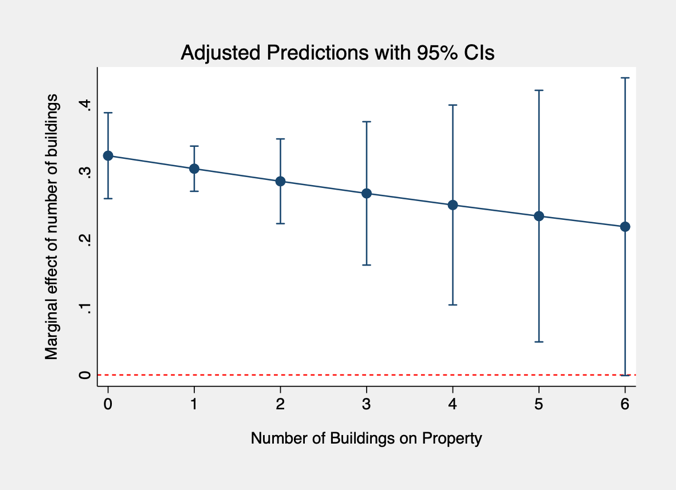 Adjusted Predictions with 95% CIs
Marginal effect of number of buildings
.4
.3
.2
.1
0
0 1 2 3 4 5 6
Number of Buildings on Property